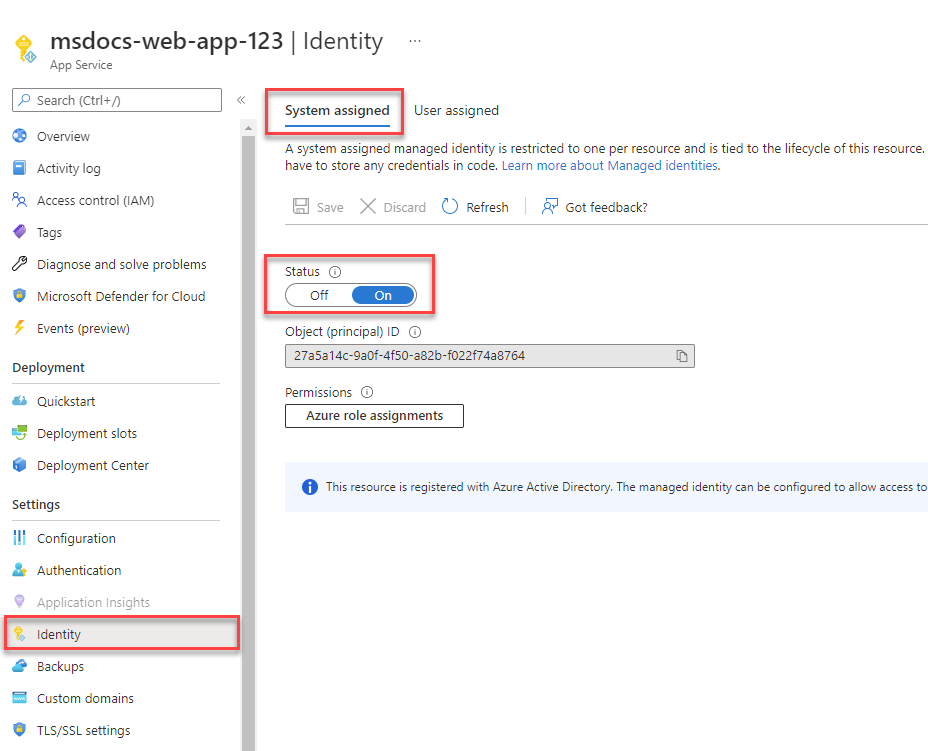 msdocs-web-app-123 | Identity ...
App Service
Search (Ctrl+/)
«
Overview
Activity log
Access control (IAM)
Tags
Diagnose and solve problems
Microsoft Defender for Cloud
Events (preview)
Deployment
Quickstart
Deployment slots
Deployment Center
Settings
Configuration
Authentication
Application Insights
Identity
Backups
Custom domains
TLS/SSL settings
System assigned User assigned
A system assigned managed identity is restricted to one per resource and is tied to the lifecycle of this resource.
have to store any credentials in code. Learn more about Managed identities.
Save Discard Refresh Got feedback?
Status
Off On
Object (principal) ID
27a5a14c-9a0f-4f50-a82b-f022f74a8764
Permissions
Azure role assignments
This resource is registered with Azure Active Directory. The managed identity can be configured to allow access to